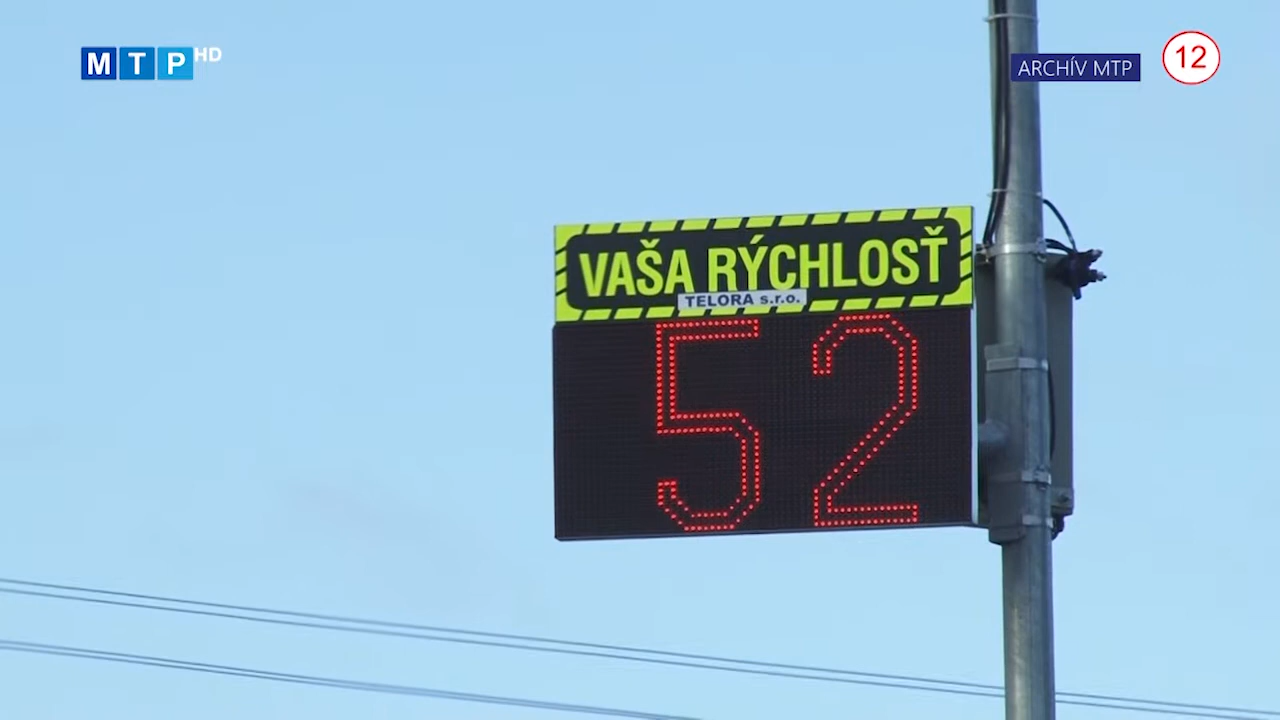 MTP HD
ARCHÍV MTP
12
VAŠA RÝCHLOSŤ
TELORA s.r.o.
52